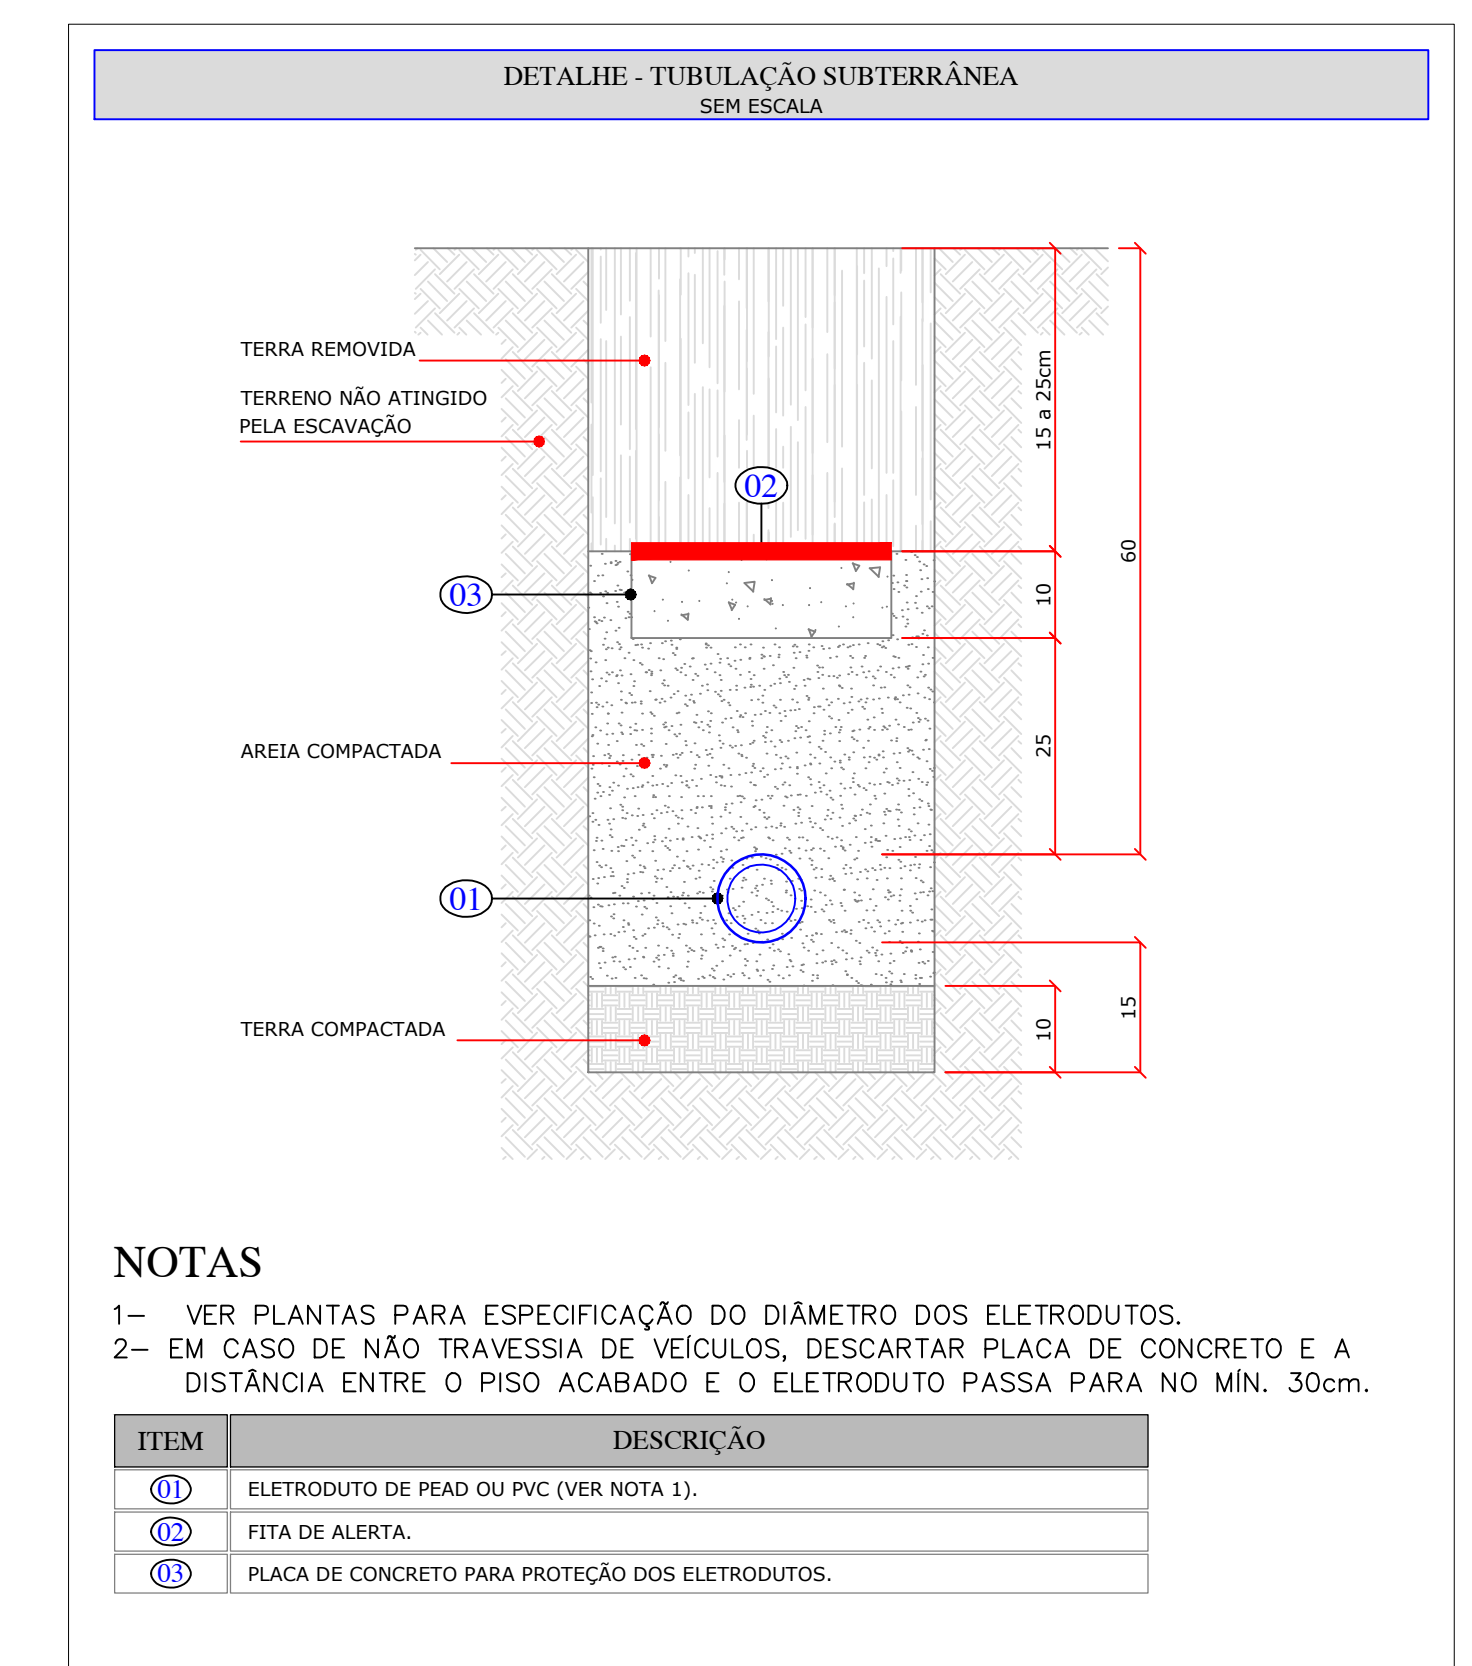 DETALHE - TUBULAÇÃO SUBTERRÂNEA
SEM ESCALA
TERRA REMOVIDA
TERRENO NÃO ATINGIDO
PELA ESCAVAÇÃO
15 a 25cm
02
60
03
10
AREIA COMPACTADA
25
01
15
TERRA COMPACTADA
10
NOTAS
1- VER PLANTAS PARA ESPECIFICAÇÃO DO DIÂMETRO DOS ELETRODUTOS.
2- EM CASO DE NÃO TRAVESSIA DE VEÍCULOS, DESCARTAR PLACA DE CONCRETO E A
DISTÂNCIA ENTRE O PISO ACABADO E O ELETRODUTO PASSA PARA NO MÍN. 30cm.
ITEM DESCRIÇÃO
01 ELETRODUTO DE PEAD OU PVC (VER NOTA 1).
02 FITA DE ALERTA.
03 PLACA DE CONCRETO PARA PROTEÇÃO DOS ELETRODUTOS.